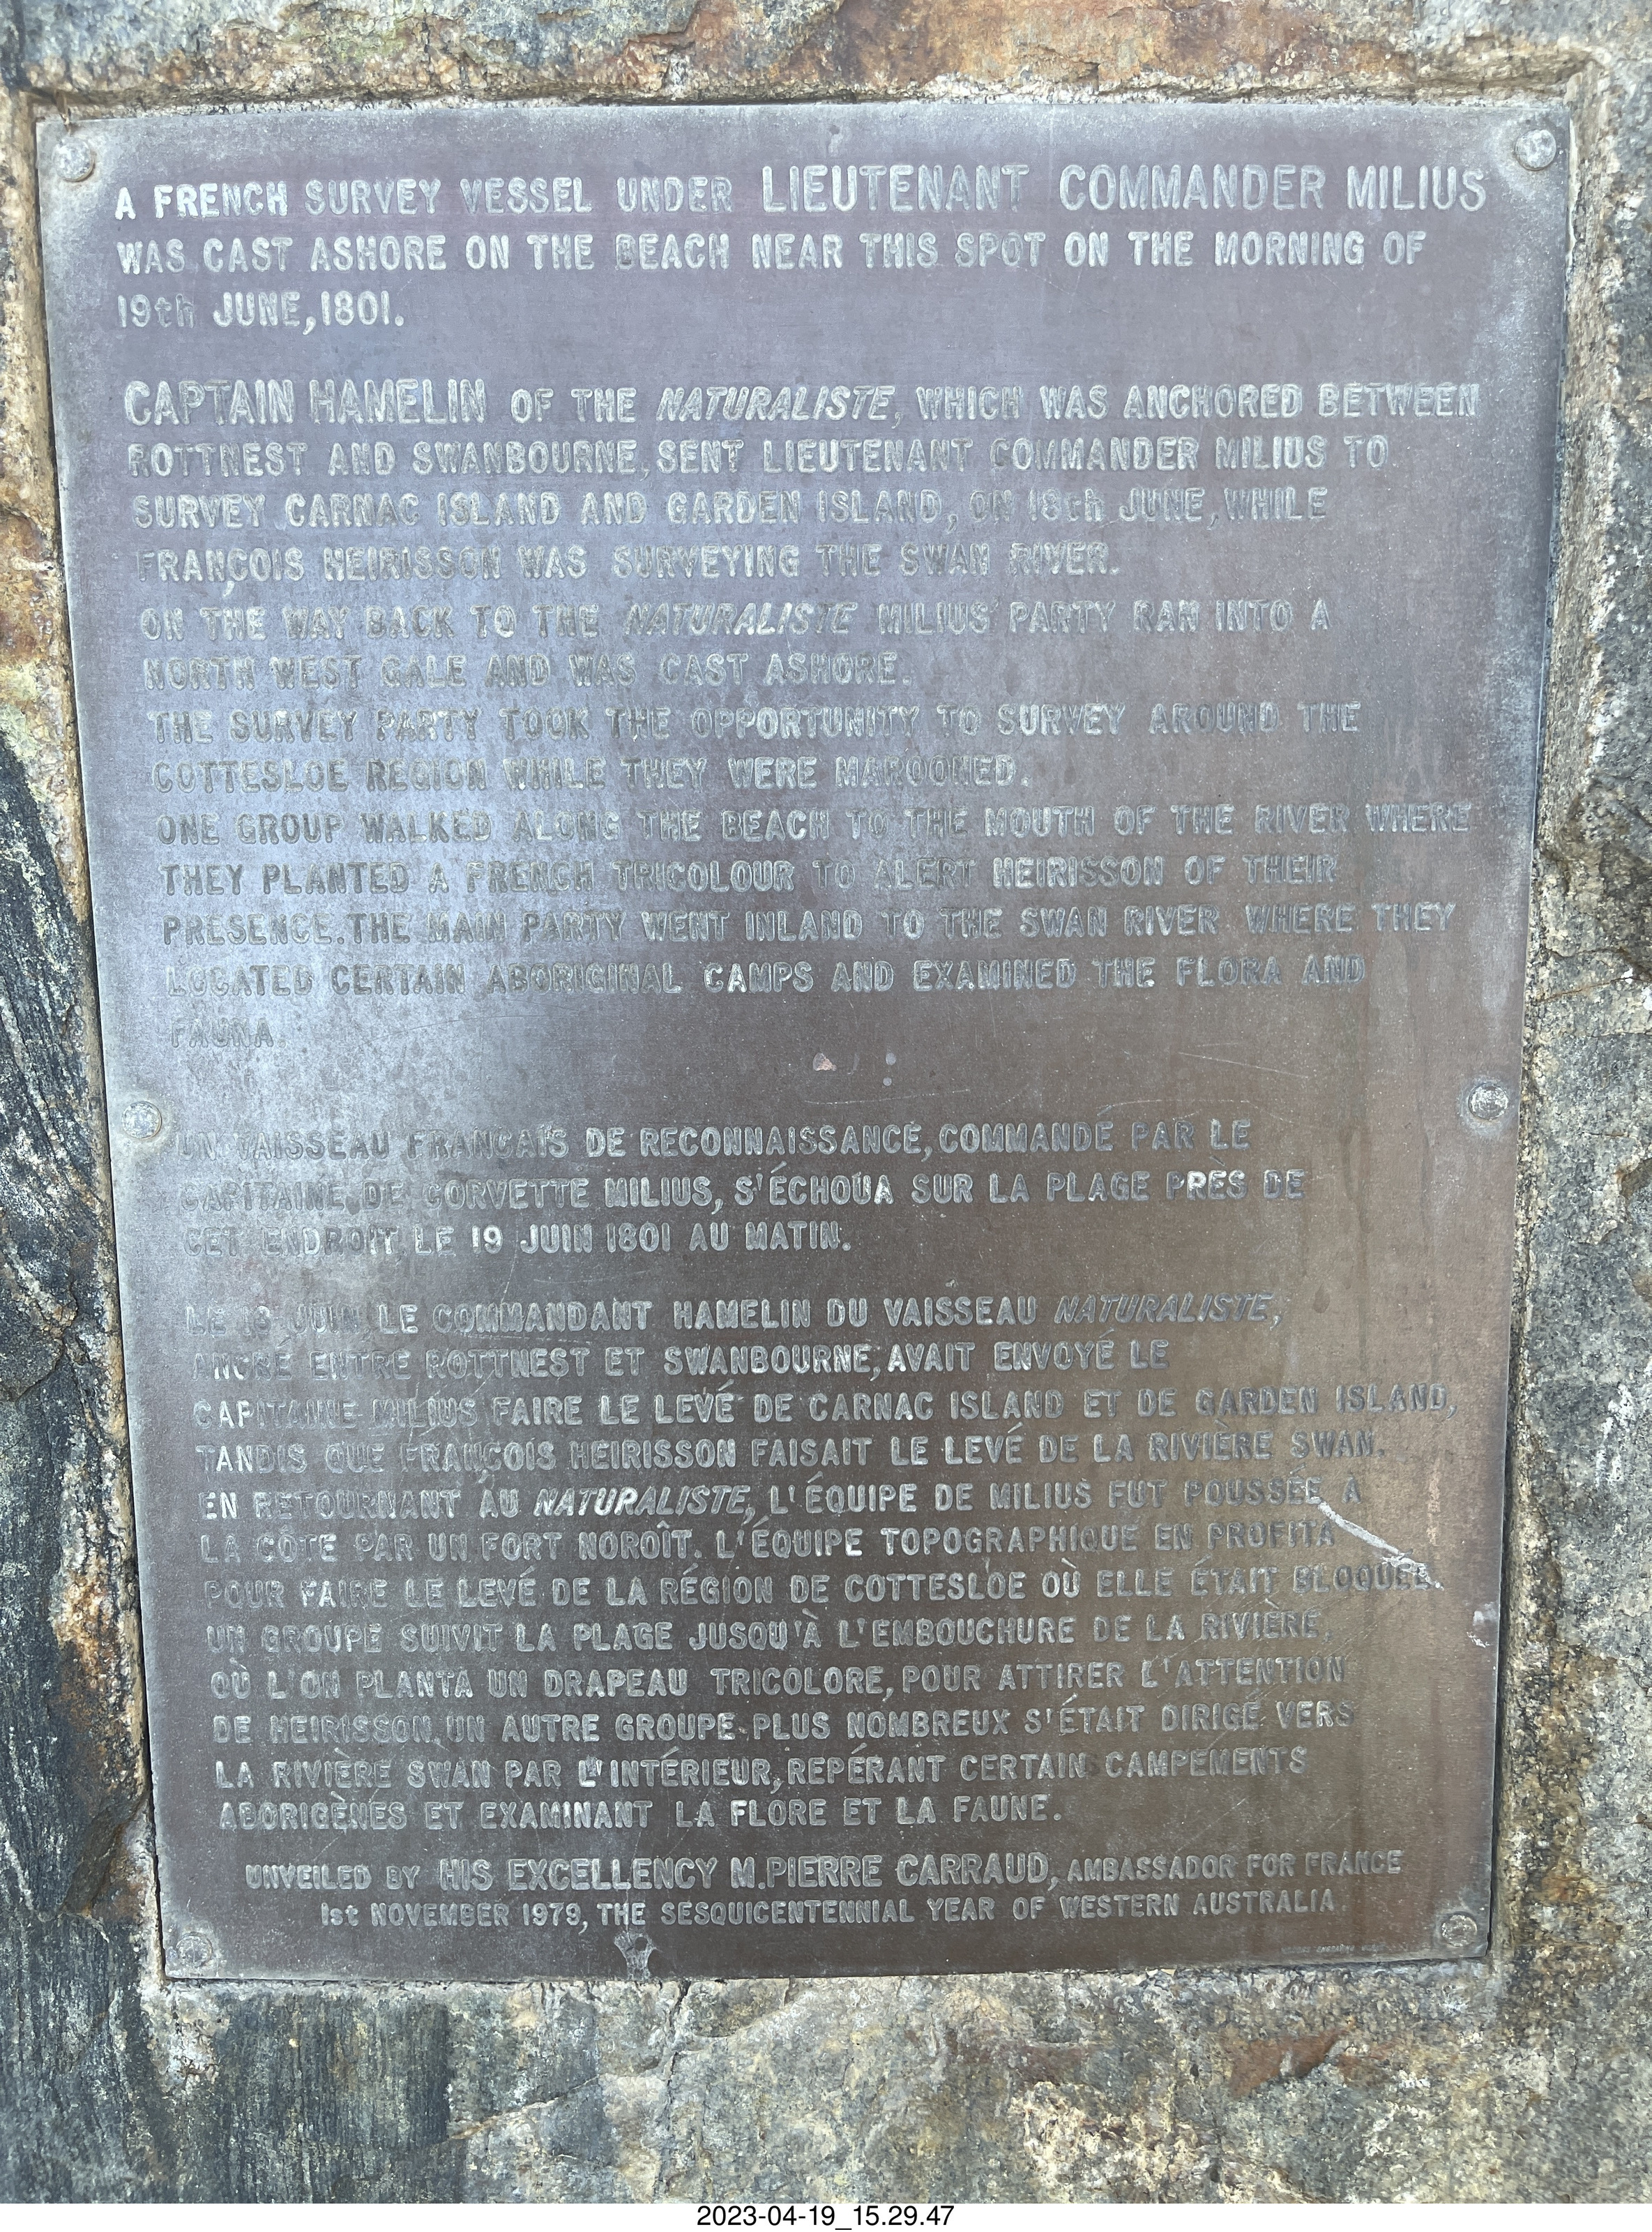 A FRENCH SURVEY VESSEL UNDER LIEUTENANT COMMANDER MILIUS
WAS CAST ASHORE ON THE BEACH NEAR THIS SPOT ON THE MORNING OF
19th JUNE, 1801.
CAPTAIN HAMELIN OF THE NATURALISTE, WHICH WAS ANCHORED BETWEEN
ROTTNEST AND SWANBOURNE, SENT LIEUTENANT COMMANDER MILIUS TO
SURVEY CARNAC ISLAND AND GARDEN ISLAND, ON 18th JUNE, WHILE
FRANÇOIS HEIRISSON WAS SURVEYING THE SWAN RIVER.
ON THE WAY BACK TO THE NATURALISTE MILIUS' PARTY RAN INTO A
NORTH WEST GALE AND WAS CAST ASHORE.
THE SURVEY PARTY TOOK THE OPPORTUNITY TO SURVEY AROUND THE
COTTESLOE REGION WHILE THEY WERE MAROONED.
ONE GROUP WALKED ALONG THE BEACH TO THE MOUTH OF THE RIVER WHERE
THEY PLANTED A FRENCH TRICOLOUR TO ALERT HEIRISSON OF THEIR
PRESENCE. THE MAIN PARTY WENT INLAND TO THE SWAN RIVER WHERE THEY
LOCATED CERTAIN ABORIGINAL CAMPS AND EXAMINED THE FLORA AND
FAUNA.
UN VAISSEAU FRANÇAIS DE RECONNAISSANCE, COMMANDÉ PAR LE
CAPITAINE DE CORVETTE MILIUS, S'ÉCHOUA SUR LA PLAGE PRÈS DE
CET ENDROIT, LE 19 JUIN 1801 AU MATIN.
LE 18 JUIN LE COMMANDANT HAMELIN DU VAISSEAU NATURALISTE,
ANCRÉ ENTRE ROTTNEST ET SWANBOURNE, AVAIT ENVOYÉ LE
CAPITAINE MILIUS FAIRE LE LEVÉ DE CARNAC ISLAND ET DE GARDEN ISLAND,
TANDIS QUE FRANÇOIS HEIRISSON FAISAIT LE LEVÉ DE LA RIVIÈRE SWAN.
EN RETOURNANT AU NATURALISTE, L'ÉQUIPE DE MILIUS FUT POUSSÉE À
LA CÔTE PAR UN FORT NOROÎT. L'ÉQUIPE TOPOGRAPHIQUE EN PROFITA
POUR FAIRE LE LEVÉ DE LA RÉGION DE COTTESLOE OÙ ELLE ÉTAIT BLOQUÉE.
UN GROUPE SUIVIT LA PLAGE JUSQU'À L'EMBOUCHURE DE LA RIVIÈRE,
OÙ L'ON PLANTA UN DRAPEAU TRICOLORE, POUR ATTIRER L'ATTENTION
DE HEIRISSON. UN AUTRE GROUPE PLUS NOMBREUX S'ÉTAIT DIRIGÉ VERS
LA RIVIÈRE SWAN PAR L'INTÉRIEUR, REPÉRANT CERTAINS CAMPEMENTS
ABORIGÈNES ET EXAMINANT LA FLORE ET LA FAUNE.
UNVEILED BY HIS EXCELLENCY M. PIERRE CARRAUD, AMBASSADOR FOR FRANCE
1st NOVEMBER 1979, THE SESQUICENTENNIAL YEAR OF WESTERN AUSTRALIA.
2023-04-19_15.29.47